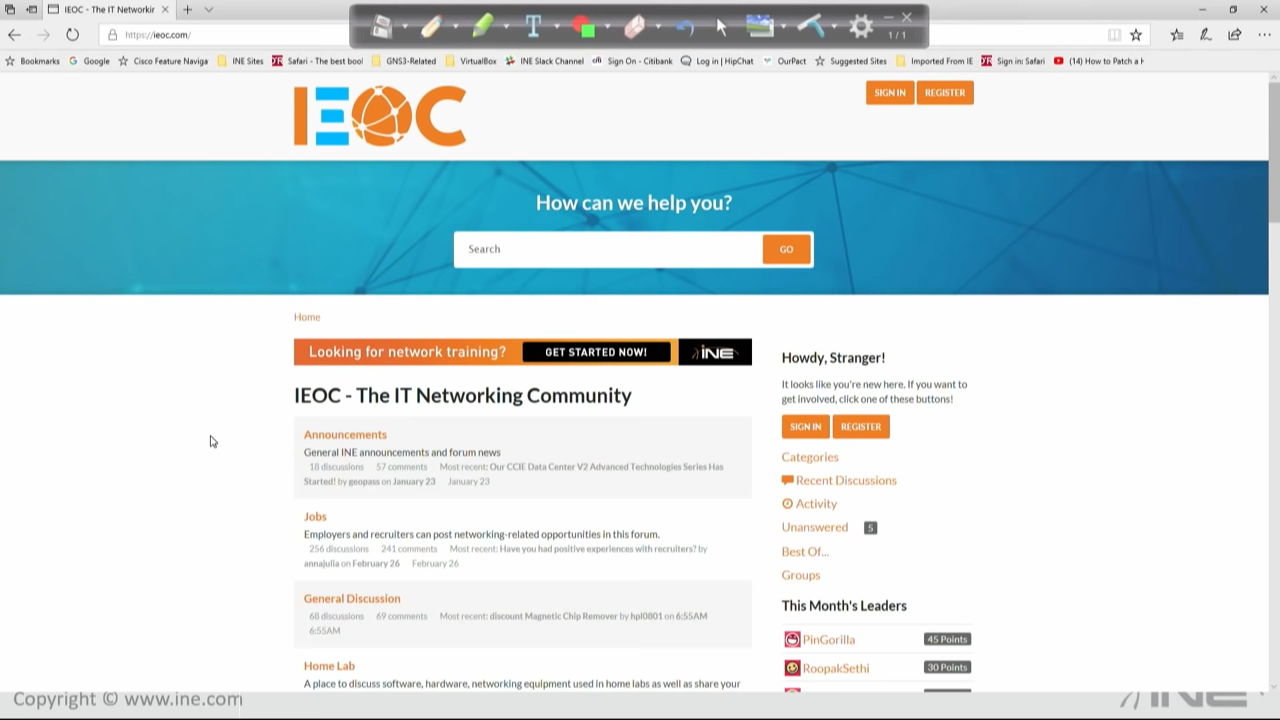 IEOC - The IT Networkir
1 / 1
https://ieoc.com/
Bookmarks Google Cisco Feature Naviga INE Sites Safari - The best bool GNS3-Related VirtualBox INE Slack Channel Sign On - Citibank Log in | HipChat OurPact Suggested Sites Imported From IE Sign in: Safari (14) How to Patch a H
IEOC
SIGN IN REGISTER
How can we help you?
Search GO
Home
Looking for network training? GET STARTED NOW! INE
Howdy, Stranger!
It looks like you're new here. If you want to
get involved, click one of these buttons!
SIGN IN REGISTER
IEOC - The IT Networking Community
Announcements
General INE announcements and forum news
18 discussions 57 comments Most recent: Our CCIE Data Center V2 Advanced Technologies Series Has
Started! by geopass on January 23 January 23
Jobs
Employers and recruiters can post networking-related opportunities in this forum.
256 discussions 241 comments Most recent: Have you had positive experiences with recruiters? by
annajulia on February 26 February 26
General Discussion
68 discussions 69 comments Most recent: discount Magnetic Chip Remover by hpl0801 on 6:55AM
6:55AM
Home Lab
A place to discuss software, hardware, networking equipment used in home labs as well as share your
Categories
Recent Discussions
Activity
Unanswered 5
Best Of...
Groups
This Month's Leaders
PinGorilla 45 Points
RoopakSethi 30 Points
Copyright © www.ine.com
INE